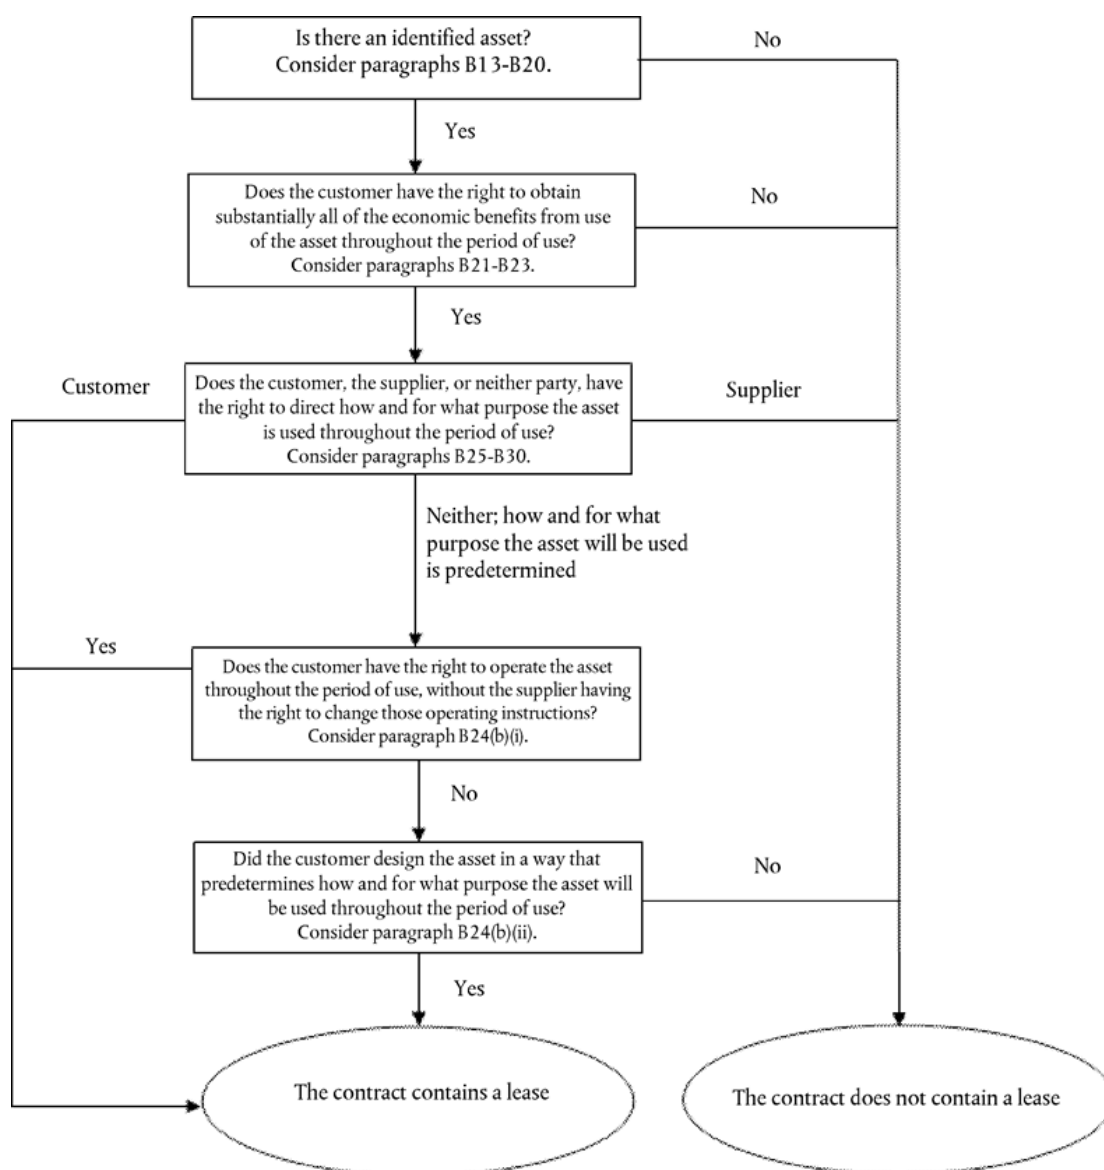 Is there an identified asset?
Consider paragraphs B13-B20.
No
Yes
Does the customer have the right to obtain
substantially all of the economic benefits from use
of the asset throughout the period of use?
Consider paragraphs B21-B23.
No
Yes
Customer
Does the customer, the supplier, or neither party, have
the right to direct how and for what purpose the asset
is used throughout the period of use?
Consider paragraphs B25-B30.
Supplier
Neither; how and for what
purpose the asset will be used
is predetermined
Yes
Does the customer have the right to operate the asset
throughout the period of use, without the supplier having
the right to change those operating instructions?
Consider paragraph B24(b)(i).
No
Did the customer design the asset in a way that
predetermines how and for what purpose the asset will
be used throughout the period of use?
Consider paragraph B24(b)(ii).
No
Yes
The contract contains a lease
The contract does not contain a lease